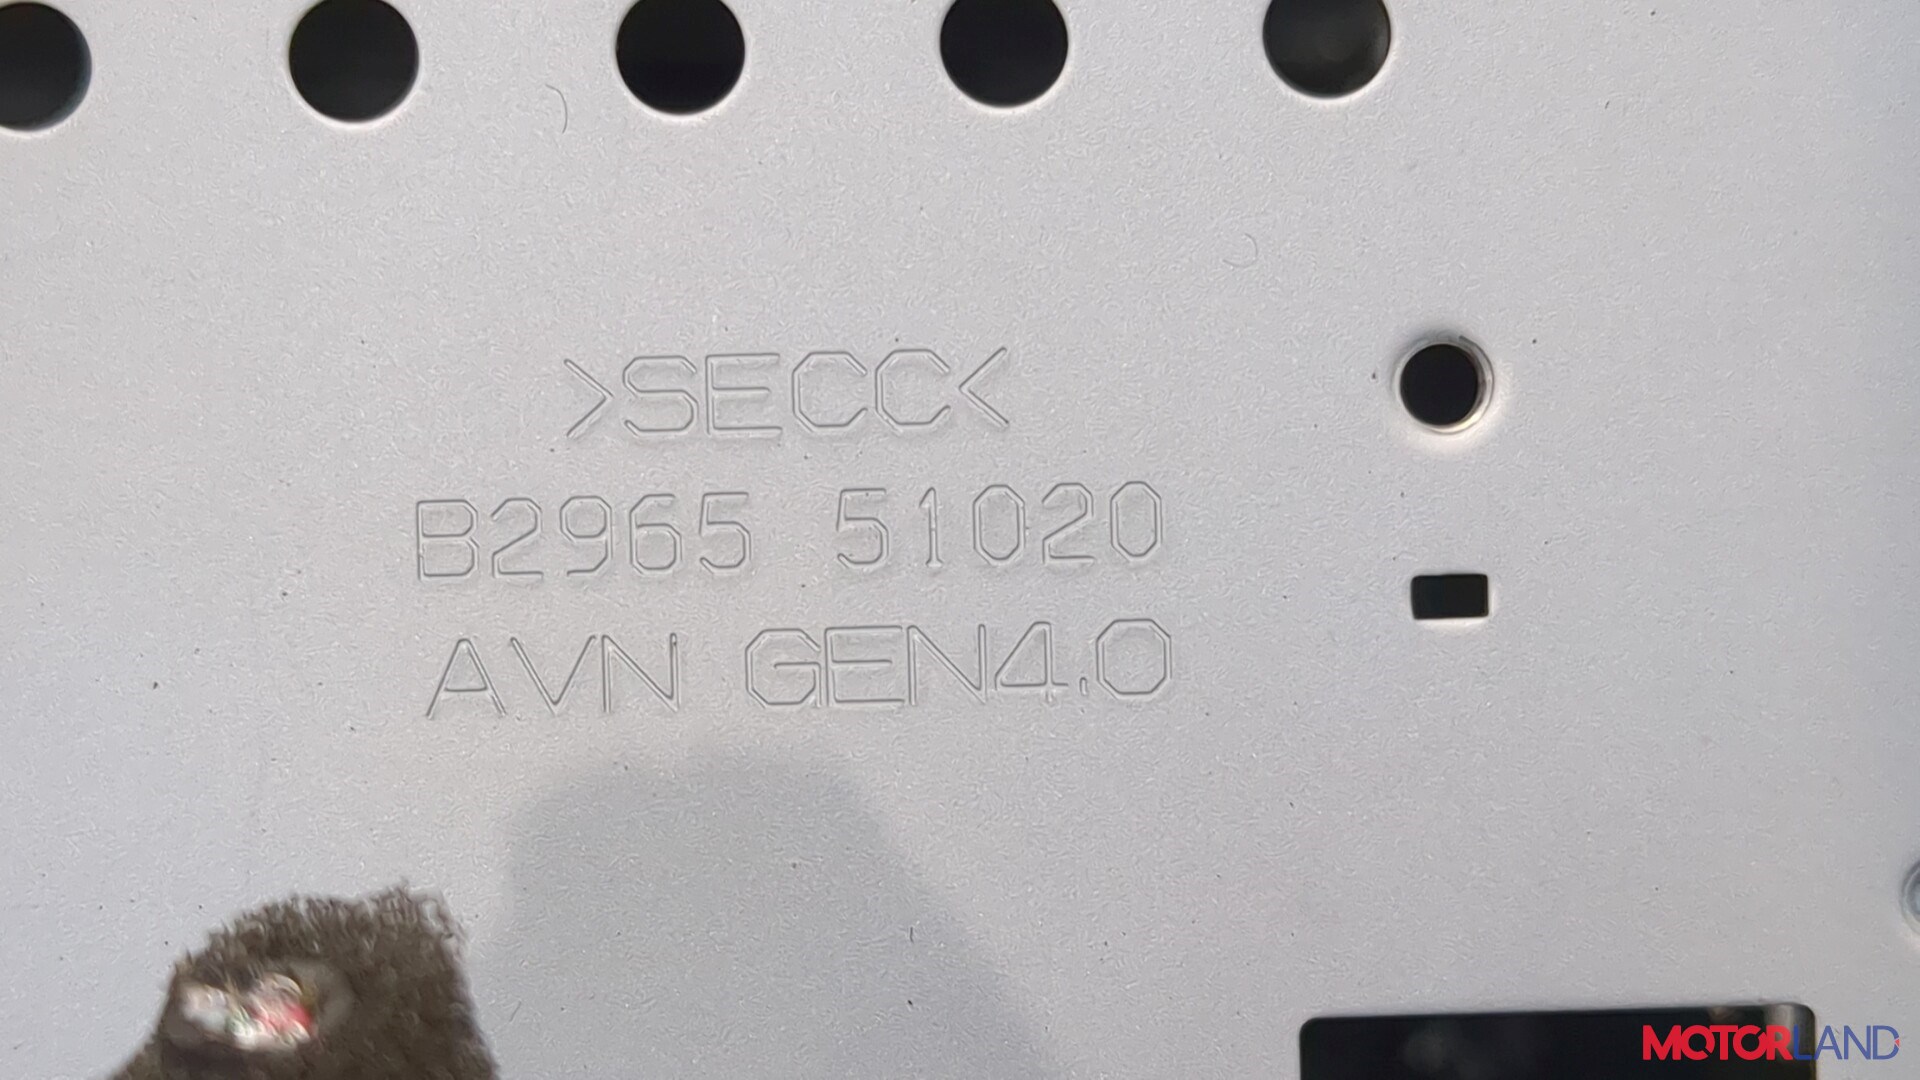 >SECC<
B2965 51020
AVN GEN4.0
MOTORLAND